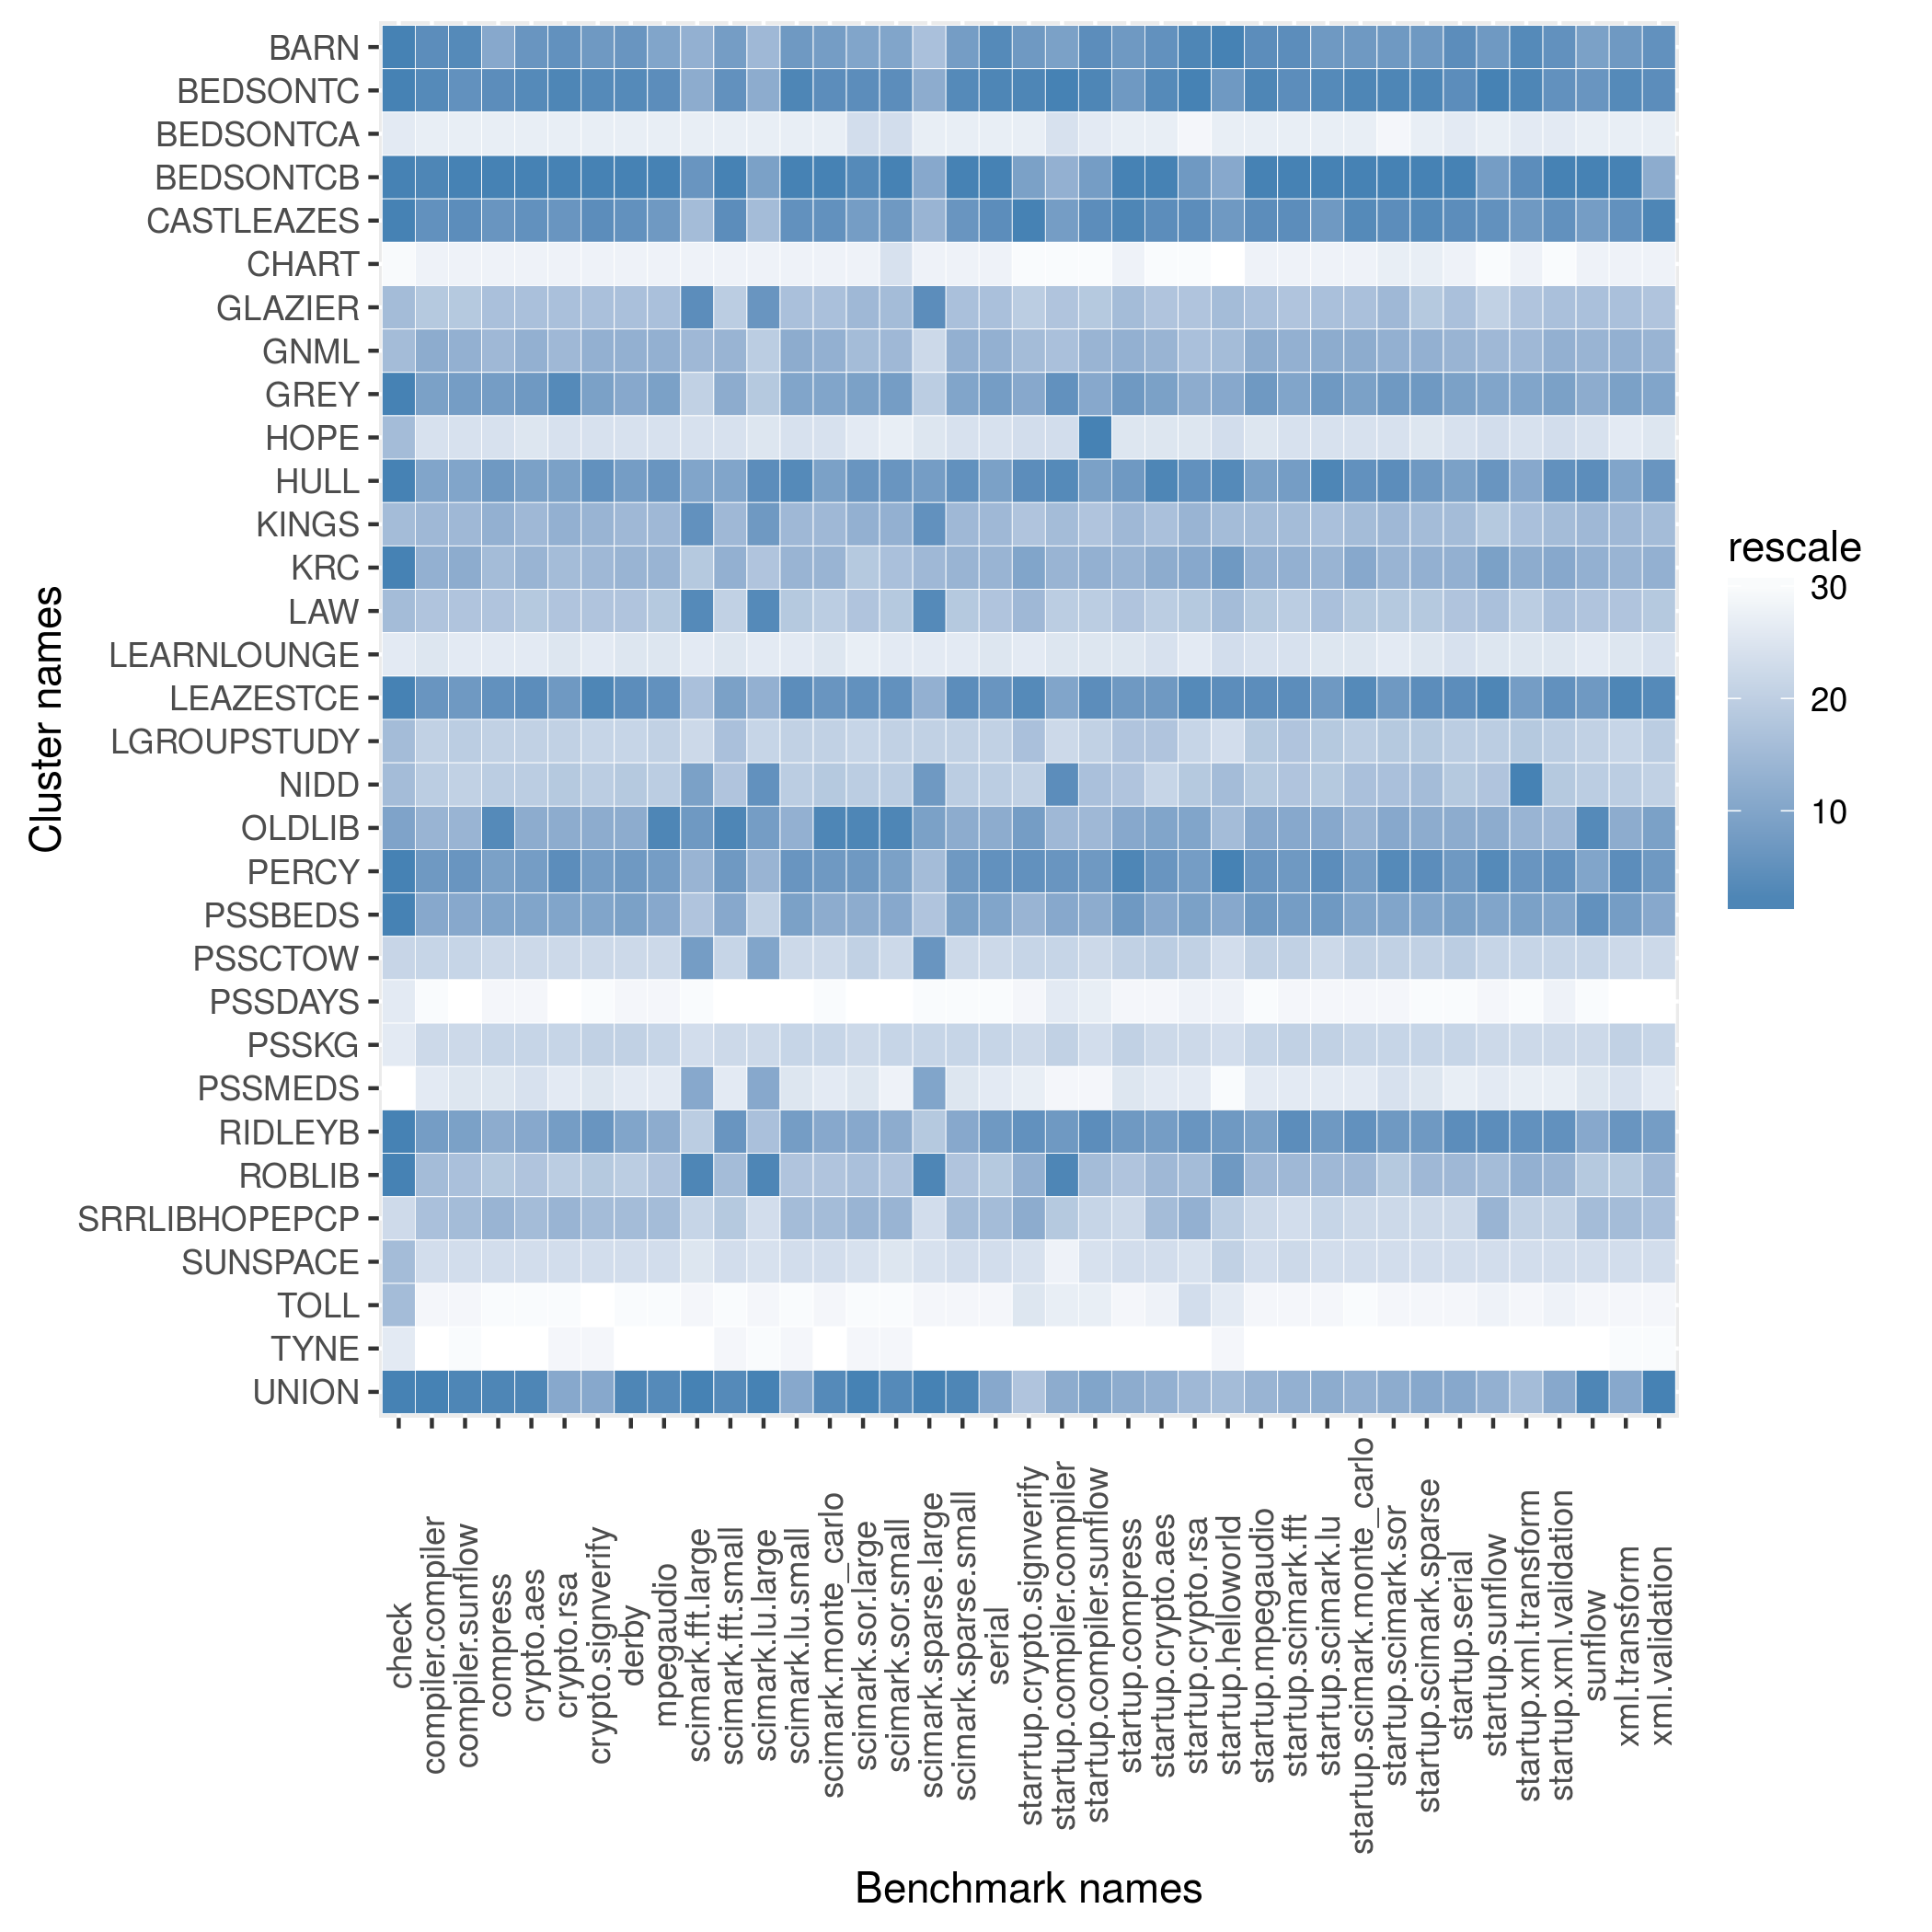 BARN
BEDSONTC
BEDSONTCA
BEDSONTCB
CASTLEAZES
CHART
GLAZIER
GNML
GREY
HOPE
HULL
KINGS
KRC
LAW
LEARNLOUNGE
LEAZESTCE
LGROUPSTUDY
NIDD
OLDLIB
PERCY
PSSBEDS
PSSCTOW
PSSDAYS
PSSKG
PSSMEDS
RIDLEYB
ROBLIB
SRRLIBHOPEPCP
SUNSPACE
TOLL
TYNE
UNION
Cluster names
check
compiler.compiler
compiler.sunflow
compress
crypto.aes
crypto.rsa
crypto.signverify
derby
mpegaudio
scimark.fft.large
scimark.fft.small
scimark.lu.large
scimark.lu.small
scimark.monte_carlo
scimark.sor.large
scimark.sor.small
scimark.sparse.large
scimark.sparse.small
serial
starrtup.crypto.signverify
startup.compiler.compiler
startup.compiler.sunflow
startup.compress
startup.crypto.aes
startup.crypto.rsa
startup.helloworld
startup.mpegaudio
startup.scimark.fft
startup.scimark.lu
startup.scimark.monte_carlo
startup.scimark.sor
startup.scimark.sparse
startup.serial
startup.sunflow
startup.xml.transform
startup.xml.validation
sunflow
xml.transform
xml.validation
Benchmark names
rescale
30
20
10